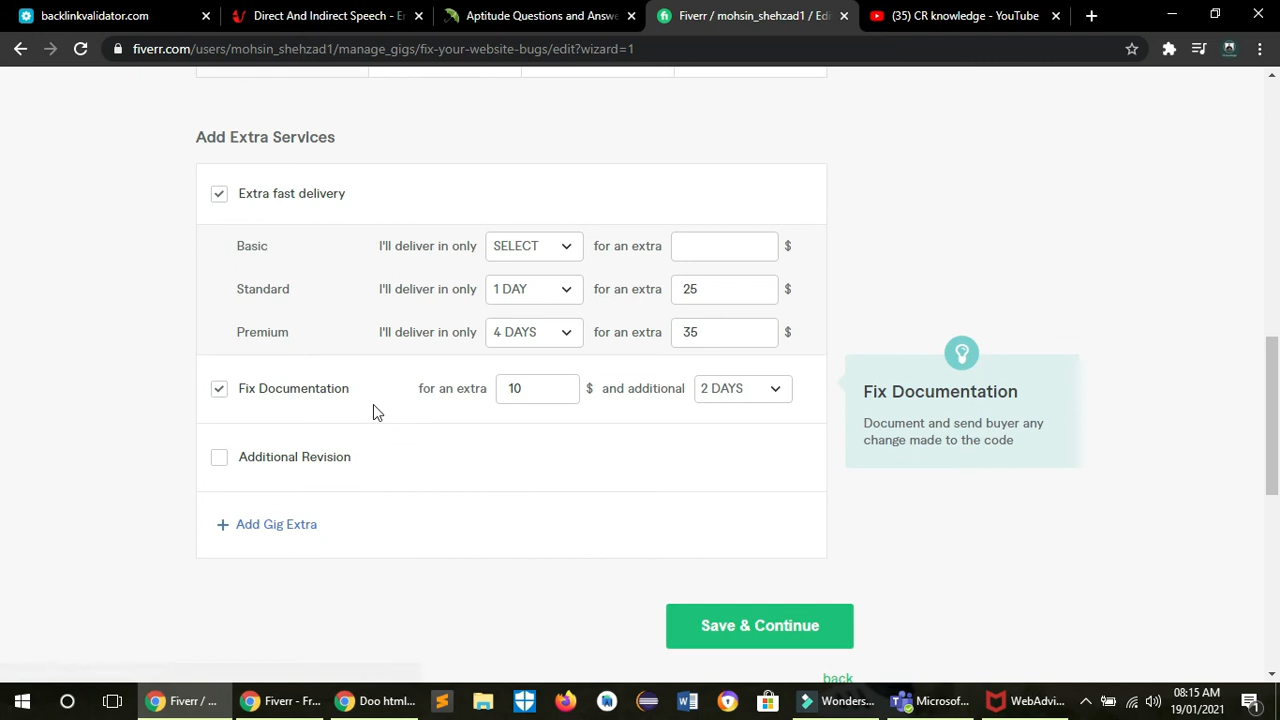 backlinkvalidator.com
Direct And Indirect Speech - E
Aptitude Questions and Answe
Fiverr / mohsin_shehzad1 / Edi
(35) CR knowledge - YouTube
fiverr.com/users/mohsin_shehzad1/manage_gigs/fix-your-website-bugs/edit?wizard=1
Add Extra Services
Extra fast delivery
Basic I'll deliver in only SELECT for an extra $
Standard I'll deliver in only 1 DAY for an extra 25 $
Premium I'll deliver in only 4 DAYS for an extra 35 $
Fix Documentation for an extra 10 $ and additional 2 DAYS
Fix Documentation
Document and send buyer any
change made to the code
Additional Revision
+ Add Gig Extra
Save & Continue
back
Fiverr / ...
Fiverr - Fr...
Doo html...
Wonders...
Microsof...
WebAdvi...
08:15 AM
19/01/2021
1